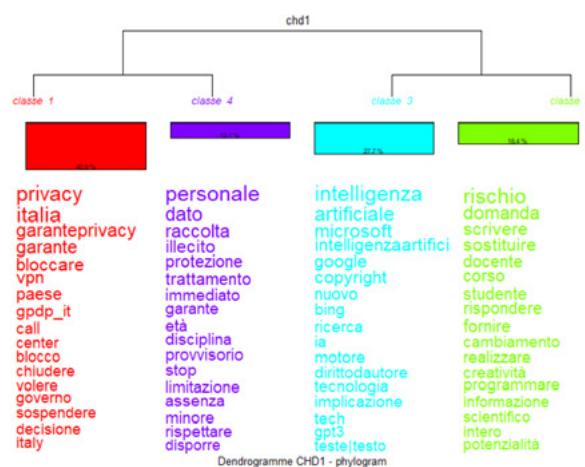 chd1
classe 1
classe 4
classe 3
classe
27,7 %
privacy
italia
garanteprivacy
garante
bloccare
vpn
paese
gpdp_it
call
center
blocco
chiudere
volere
governo
sospendere
decisione
italy
personale
dato
raccolta
illecito
protezione
trattamento
immediato
garante
età
disciplina
provvisorio
stop
limitazione
assenza
minore
rispettare
disporre
intelligenza
artificiale
microsoft
intelligenzaartifici
google
copyright
nuovo
bing
ricerca
ia
motore
dirittodautore
tecnologia
implicazione
tech
gpt3
teste|testo
rischio
domanda
scrivere
sostituire
docente
corso
studente
rispondere
fornire
cambiamento
realizzare
creatività
programmare
informazione
scientifico
intero
potenzialità
Dendrogramme CHD1 - phylogram